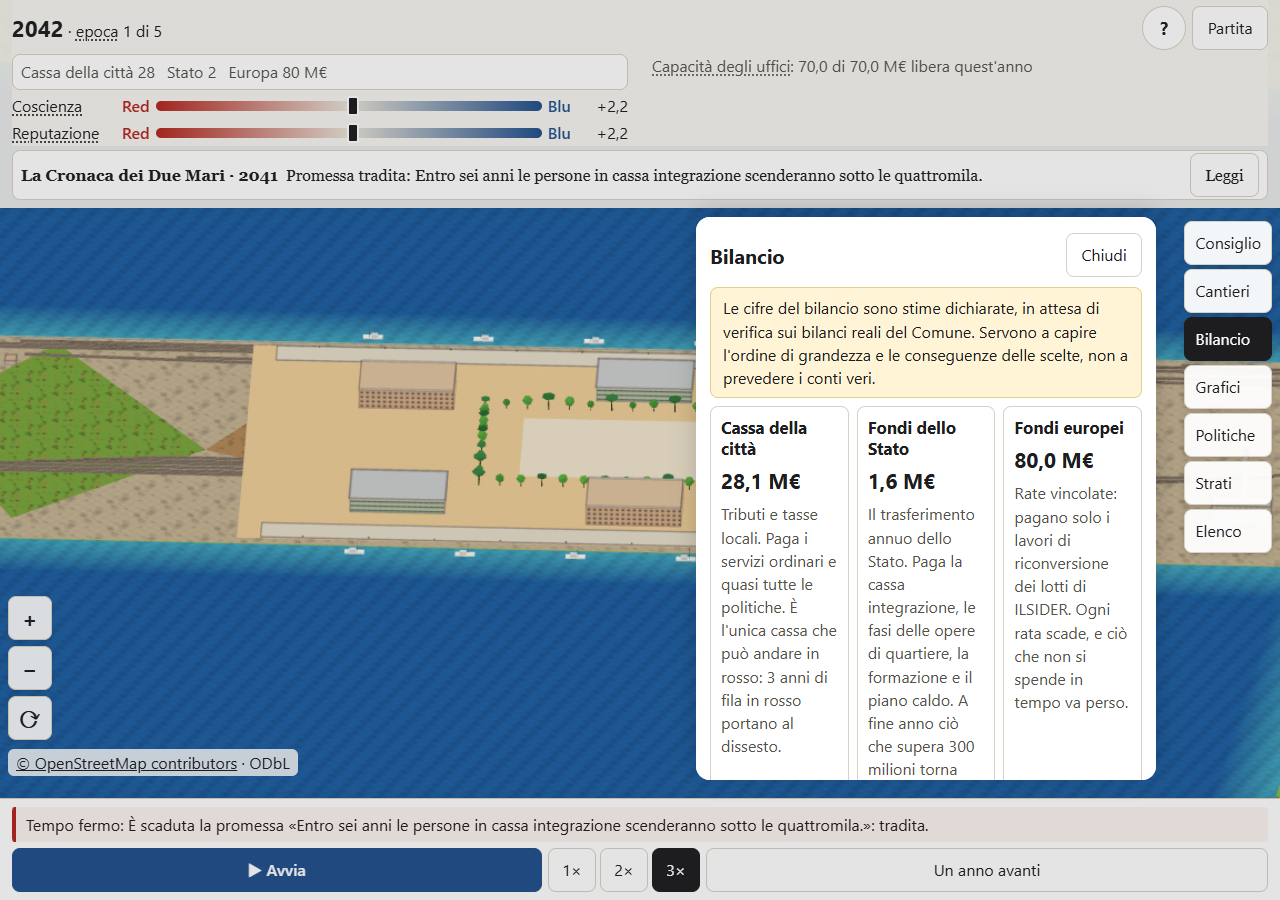 2042 · epoca 1 di 5
?
Partita
Cassa della città 28 Stato 2 Europa 80 M€
Capacità degli uffici: 70,0 di 70,0 M€ libera quest'anno
Coscienza Red Blu +2,2
Reputazione Red Blu +2,2
La Cronaca dei Due Mari · 2041 Promessa tradita: Entro sei anni le persone in cassa integrazione scenderanno sotto le quattromila.
Leggi
Bilancio
Chiudi
Le cifre del bilancio sono stime dichiarate, in attesa di
verifica sui bilanci reali del Comune. Servono a capire
l'ordine di grandezza e le conseguenze delle scelte, non a
prevedere i conti veri.
Cassa della
città
28,1 M€
Tributi e tasse
locali. Paga i
servizi ordinari e
quasi tutte le
politiche. È
l'unica cassa che
può andare in
rosso: 3 anni di
fila in rosso
portano al
dissesto.
Fondi dello
Stato
1,6 M€
Il trasferimento
annuo dello
Stato. Paga la
cassa
integrazione, le
fasi delle opere
di quartiere, la
formazione e il
piano caldo. A
fine anno ciò
che supera 300
milioni torna
Fondi europei
80,0 M€
Rate vincolate:
pagano solo i
lavori di
riconversione
dei lotti di
ILSIDER. Ogni
rata scade, e ciò
che non si
spende in
tempo va perso.
Consiglio
Cantieri
Bilancio
Grafici
Politiche
Strati
Elenco
+
−
⟳
© OpenStreetMap contributors · ODbL
Tempo fermo: È scaduta la promessa «Entro sei anni le persone in cassa integrazione scenderanno sotto le quattromila.»: tradita.
▶ Avvia
1×
2×
3×
Un anno avanti